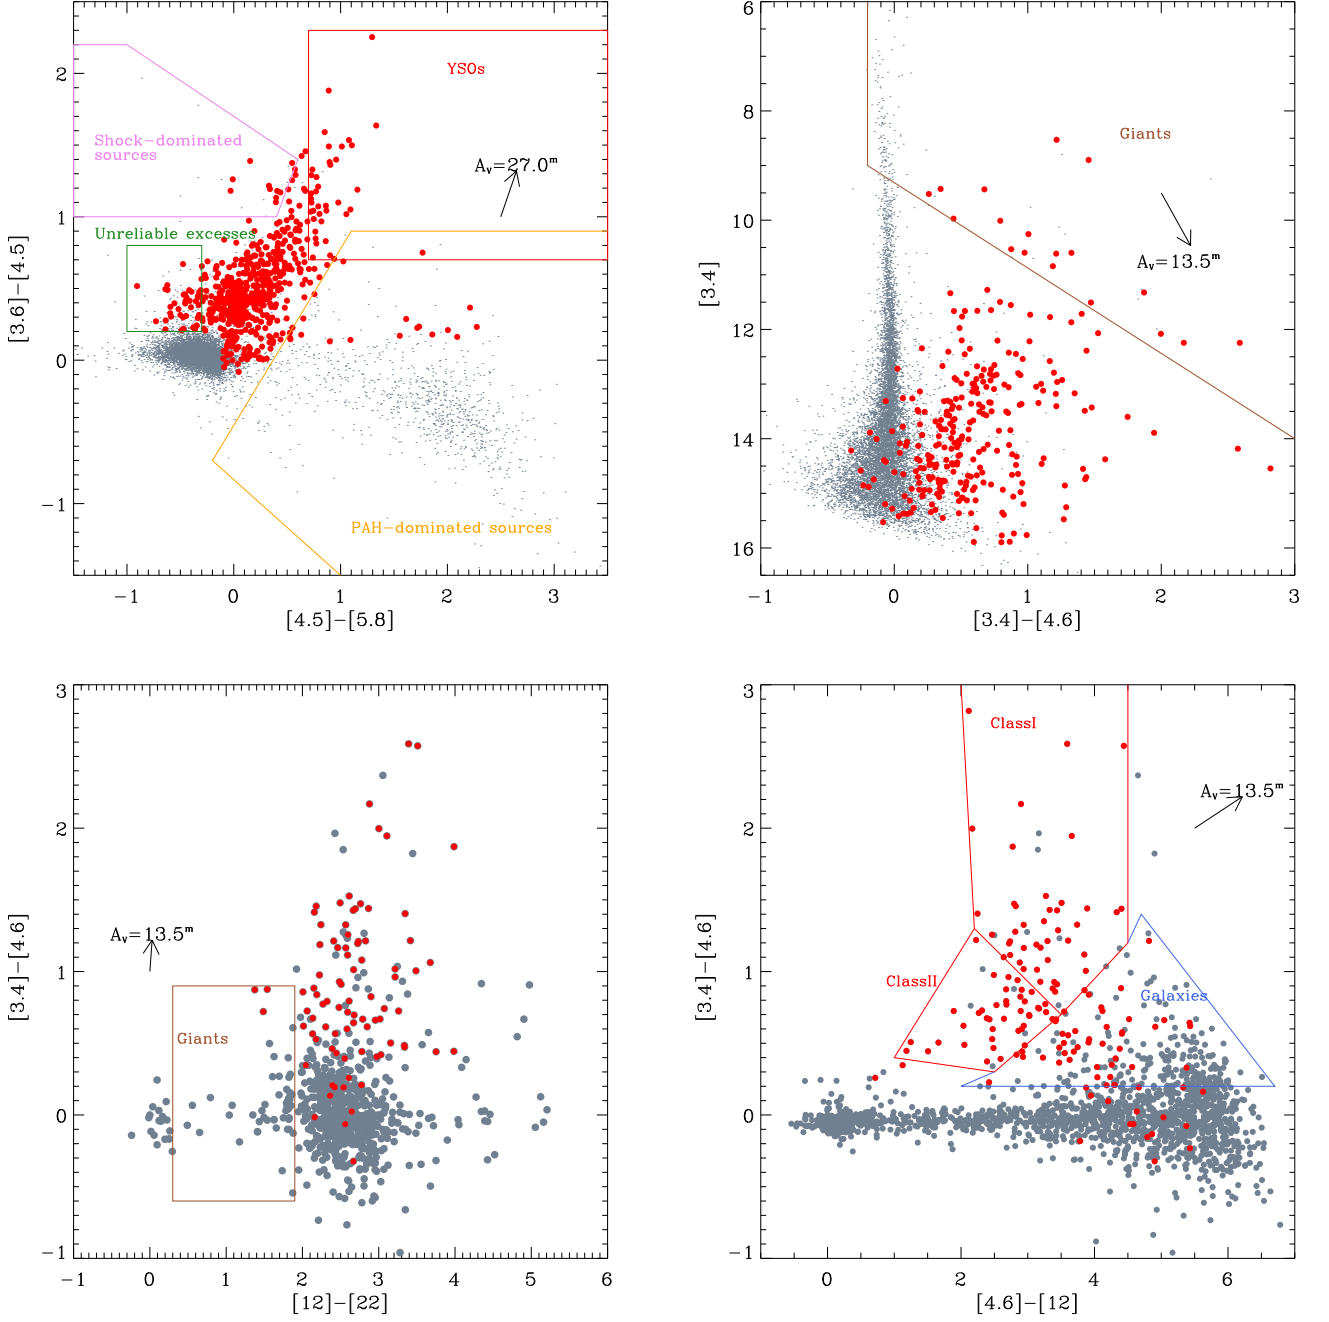 2
1
0
−1
[3.6]−[4.5]
YSOs
Shock−dominated
sources
Aᵥ=27.0ᵐ
Unreliable excesses
PAH−dominated sources
−1 0 1 2 3
[4.5]−[5.8]
6
8
10
12
14
16
[3.4]
Giants
Aᵥ=13.5ᵐ
−1 0 1 2 3
[3.4]−[4.6]
3
2
1
0
−1
[3.4]−[4.6]
Aᵥ=13.5ᵐ
Giants
−1 0 1 2 3 4 5 6
[12]−[22]
3
2
1
0
−1
[3.4]−[4.6]
ClassI
Aᵥ=13.5ᵐ
ClassII
Galaxies
0 2 4 6
[4.6]−[12]